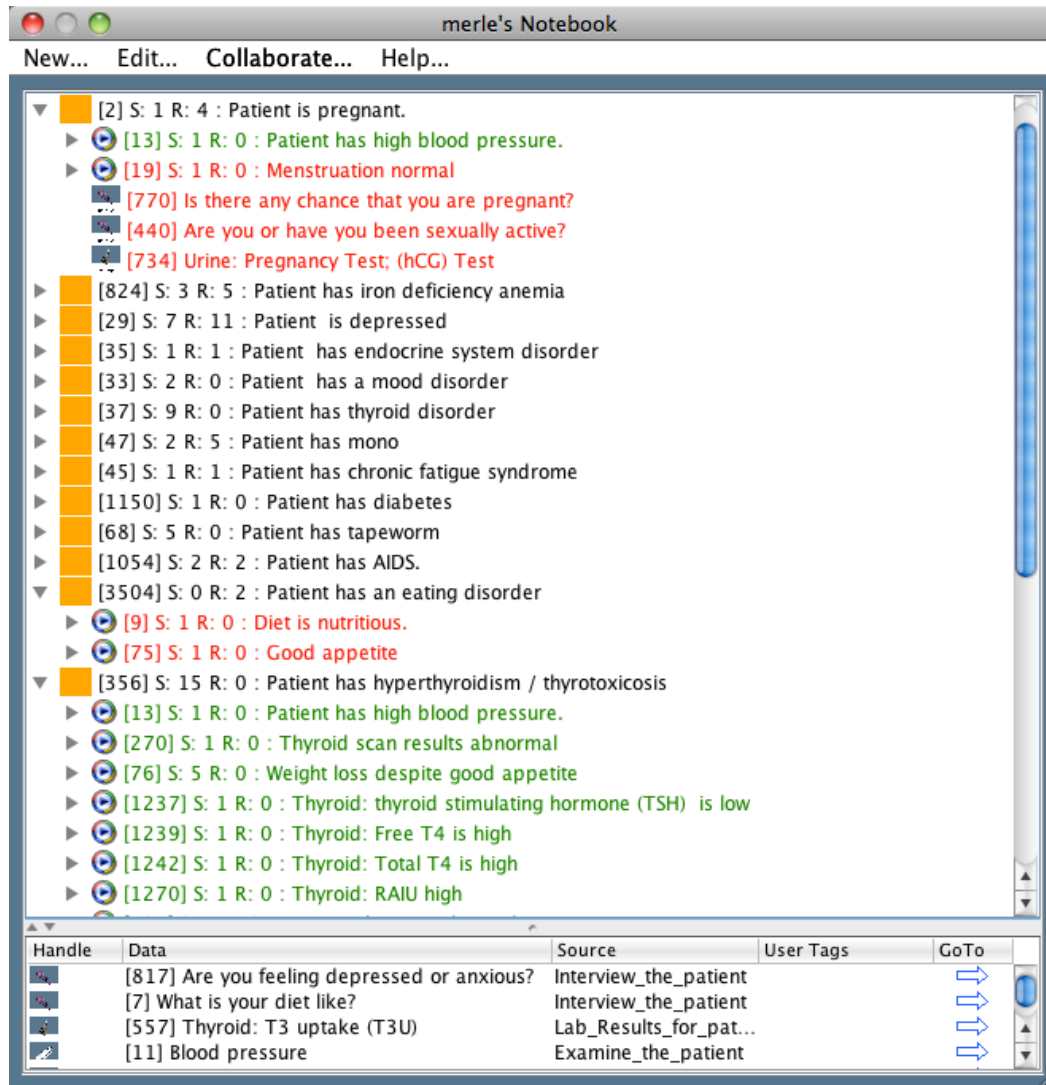 merle's Notebook
New... Edit... Collaborate... Help...
[2] S: 1 R: 4 : Patient is pregnant.
[13] S: 1 R: 0 : Patient has high blood pressure.
[19] S: 1 R: 0 : Menstruation normal
[770] Is there any chance that you are pregnant?
[440] Are you or have you been sexually active?
[734] Urine: Pregnancy Test; (hCG) Test
[824] S: 3 R: 5 : Patient has iron deficiency anemia
[29] S: 7 R: 11 : Patient  is depressed
[35] S: 1 R: 1 : Patient  has endocrine system disorder
[33] S: 2 R: 0 : Patient  has a mood disorder
[37] S: 9 R: 0 : Patient has thyroid disorder
[47] S: 2 R: 5 : Patient has mono
[45] S: 1 R: 1 : Patient has chronic fatigue syndrome
[1150] S: 1 R: 0 : Patient has diabetes
[68] S: 5 R: 0 : Patient has tapeworm
[1054] S: 2 R: 2 : Patient has AIDS.
[3504] S: 0 R: 2 : Patient has an eating disorder
[9] S: 1 R: 0 : Diet is nutritious.
[75] S: 1 R: 0 : Good appetite
[356] S: 15 R: 0 : Patient has hyperthyroidism / thyrotoxicosis
[13] S: 1 R: 0 : Patient has high blood pressure.
[270] S: 1 R: 0 : Thyroid scan results abnormal
[76] S: 5 R: 0 : Weight loss despite good appetite
[1237] S: 1 R: 0 : Thyroid: thyroid stimulating hormone (TSH)  is low
[1239] S: 1 R: 0 : Thyroid: Free T4 is high
[1242] S: 1 R: 0 : Thyroid: Total T4 is high
[1270] S: 1 R: 0 : Thyroid: RAIU high
Handle Data Source User Tags GoTo
[817] Are you feeling depressed or anxious? Interview_the_patient
[7] What is your diet like? Interview_the_patient
[557] Thyroid: T3 uptake (T3U) Lab_Results_for_pat...
[11] Blood pressure Examine_the_patient